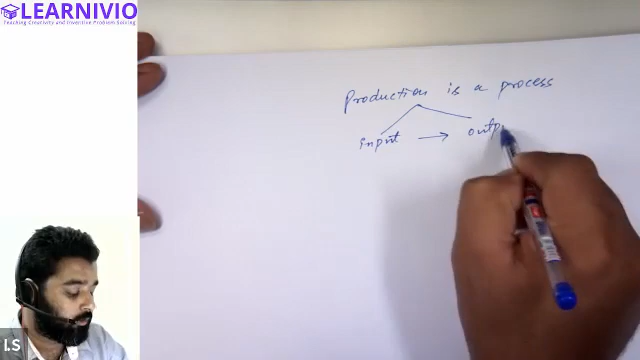 LEARNIVIO
Teaching Creativity and Inventive Problem Solving
Production is a process
input → outp
I.S